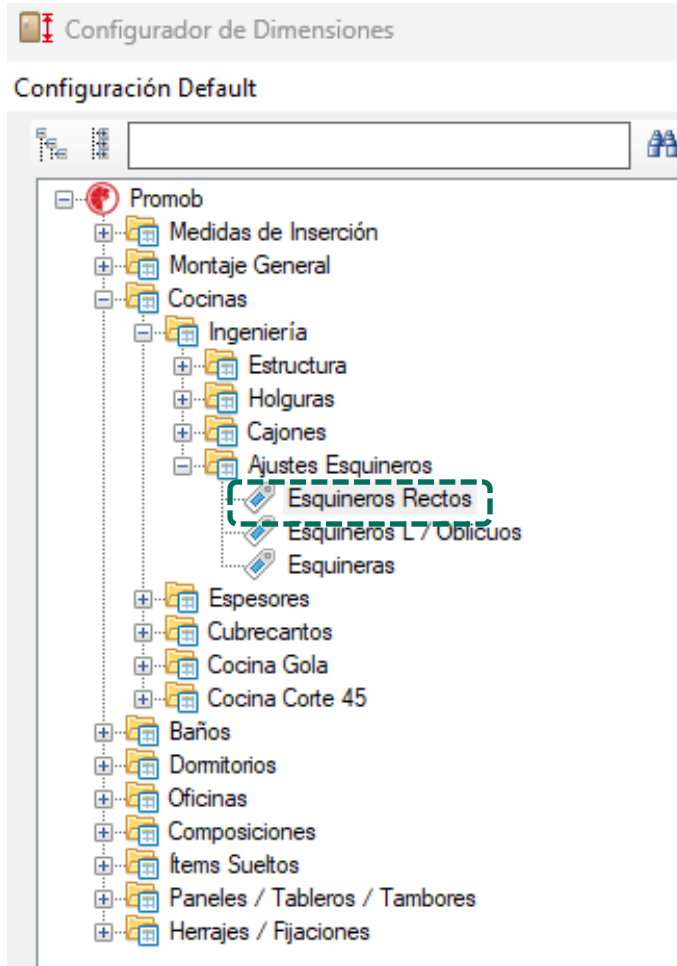 Configurador de Dimensiones
Configuración Default
Promob
Medidas de Inserción
Montaje General
Cocinas
Ingeniería
Estructura
Holguras
Cajones
Ajustes Esquineros
Esquineros Rectos
Esquineros L / Oblicuos
Esquineras
Espesores
Cubrecantos
Cocina Gola
Cocina Corte 45
Baños
Dormitorios
Oficinas
Composiciones
Ítems Sueltos
Paneles / Tableros / Tambores
Herrajes / Fijaciones